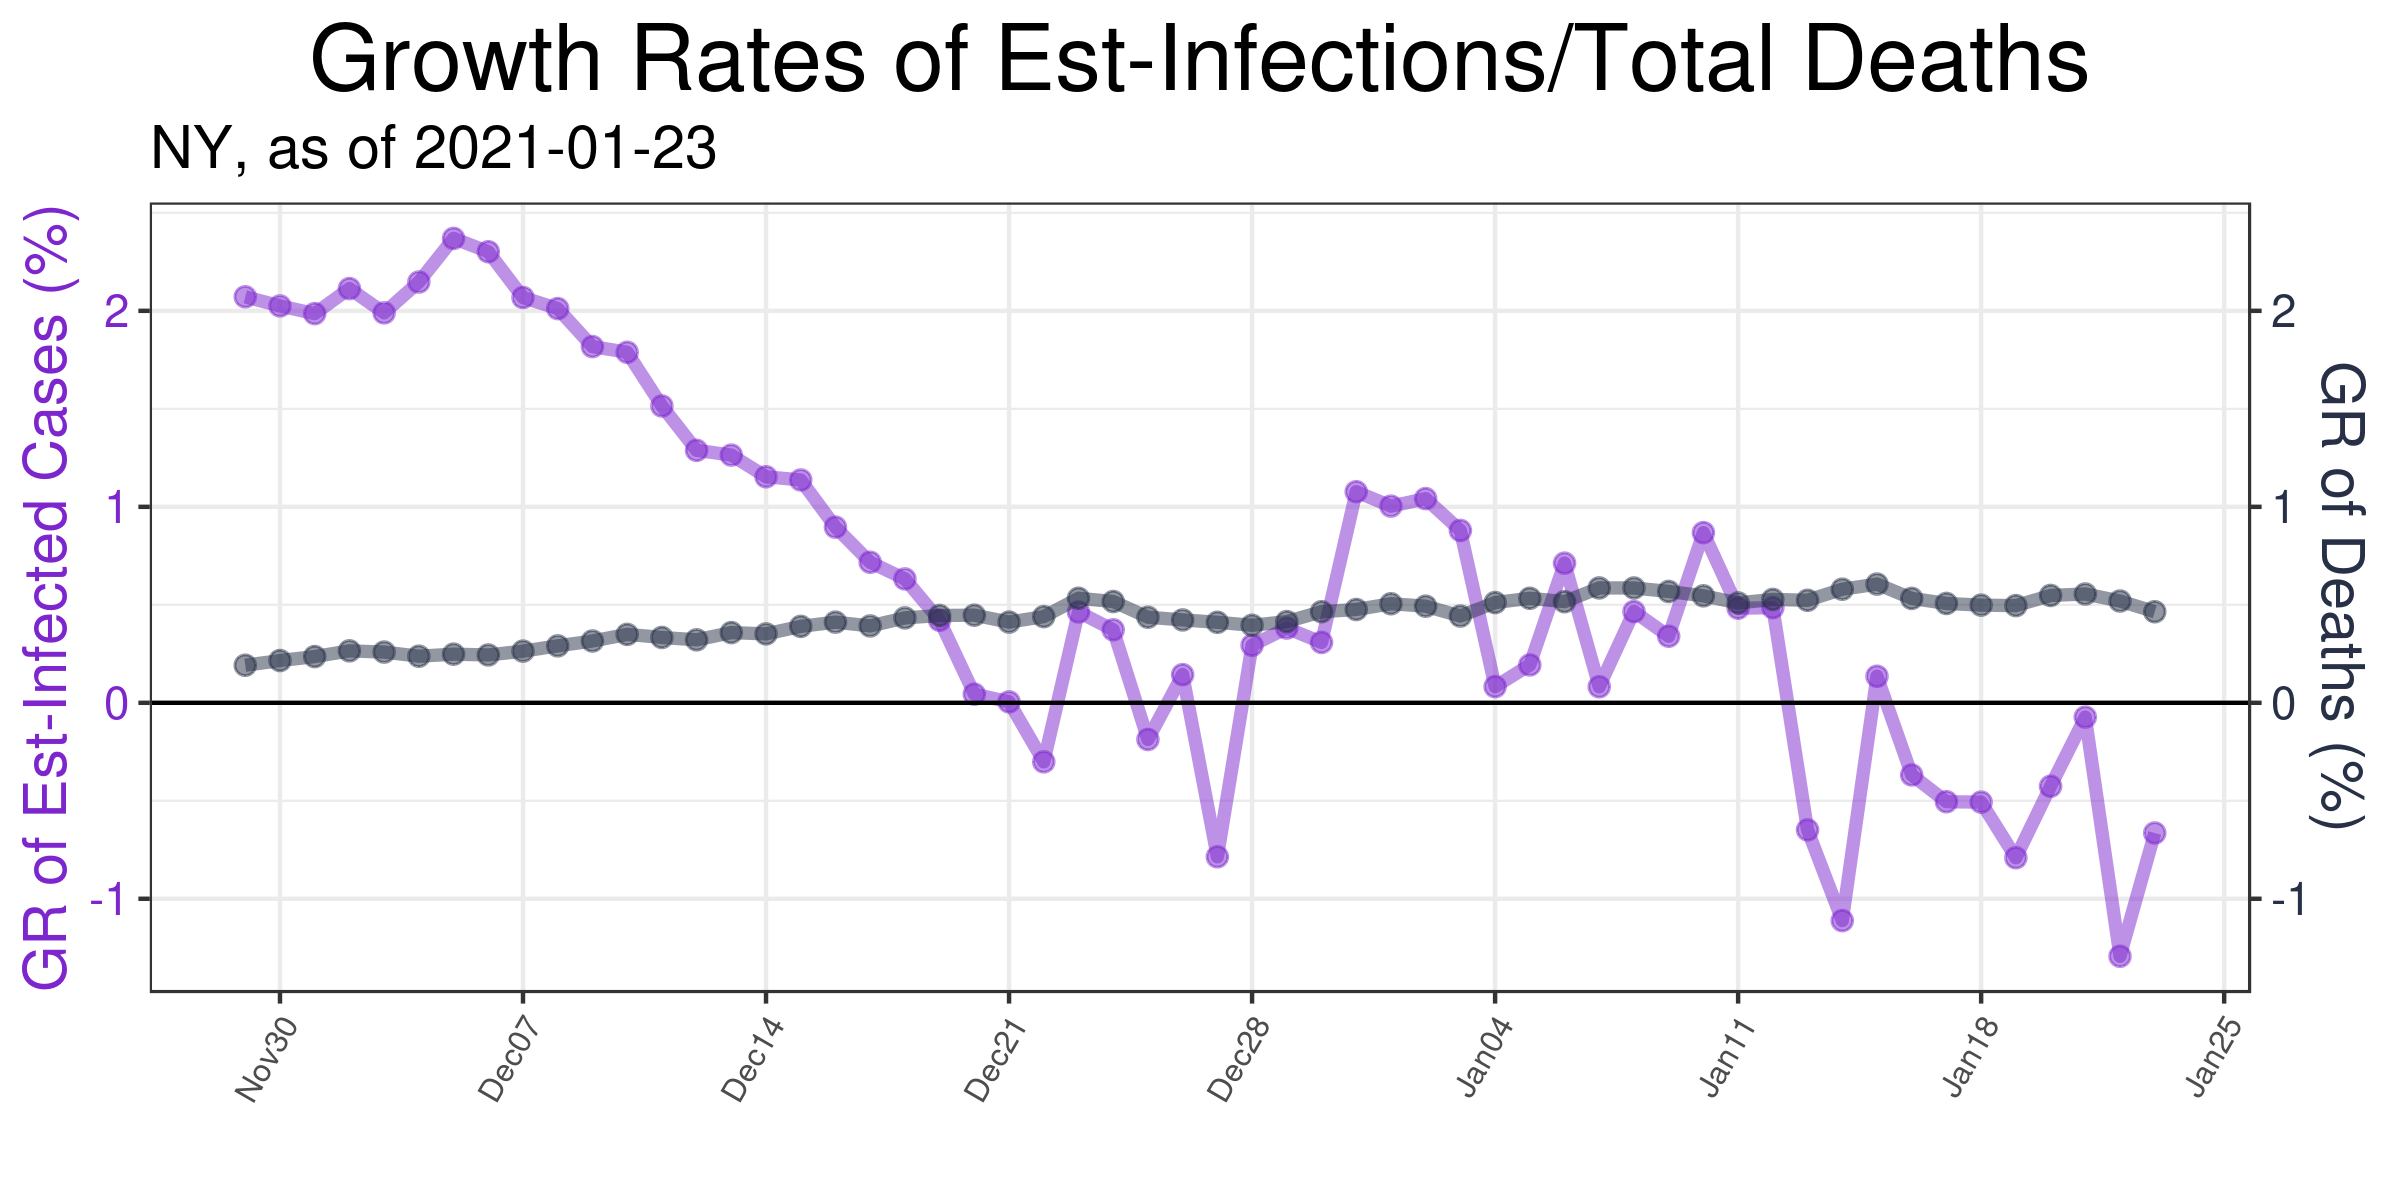 Growth Rates of Est-Infections/Total Deaths
NY, as of 2021-01-23
GR of Est-Infected Cases (%)
2
1
0
-1
2
1
0
-1
GR of Deaths (%)
Nov30
Dec07
Dec14
Dec21
Dec28
Jan04
Jan11
Jan18
Jan25